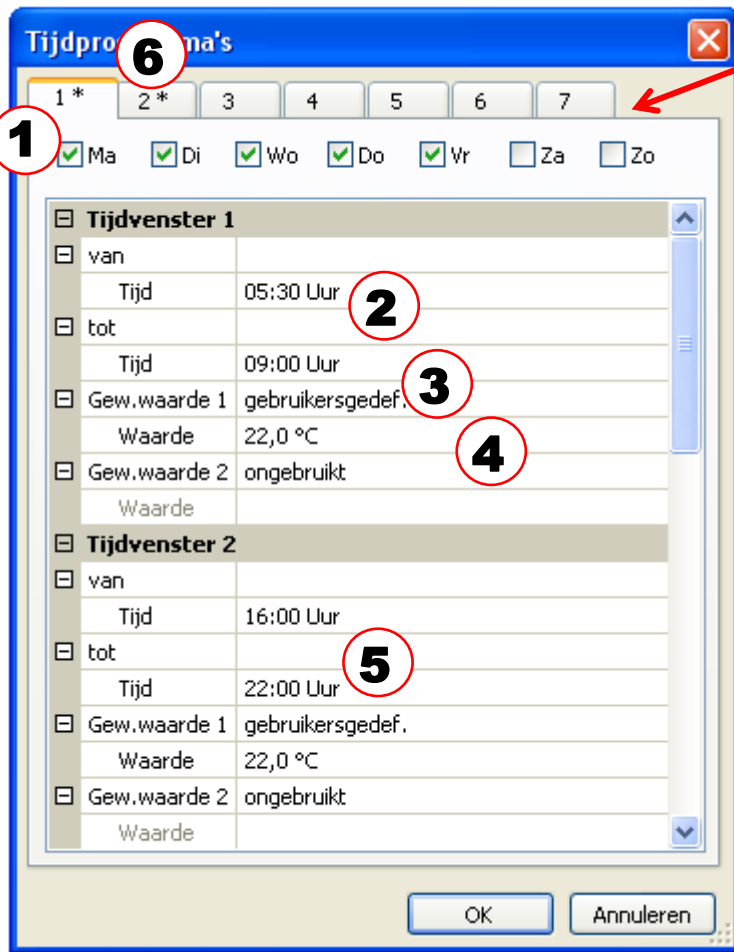 Tijdpro ma's
6
1 * 2 * 3 4 5 6 7
1
Ma Di Wo Do Vr Za Zo
Tijdvenster 1
van
Tijd 05:30 Uur
2
tot
Tijd 09:00 Uur
3
Gew.waarde 1 gebruikersgedef.
Waarde 22,0 °C
4
Gew.waarde 2 ongebruikt
Waarde
Tijdvenster 2
van
Tijd 16:00 Uur
tot
5
Tijd 22:00 Uur
Gew.waarde 1 gebruikersgedef.
Waarde 22,0 °C
Gew.waarde 2 ongebruikt
Waarde
OK Annuleren